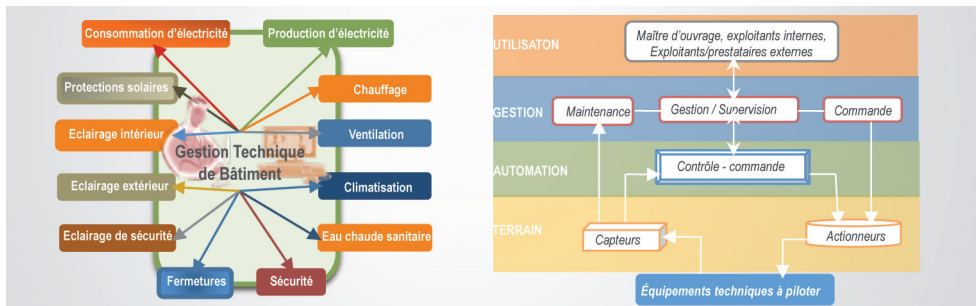 Consommation d'électricité
Production d'électricité
Protections solaires
Chauffage
Eclairage intérieur
Ventilation
Gestion Technique
de Bâtiment
Eclairage extérieur
Climatisation
Eclairage de sécurité
Eau chaude sanitaire
Fermetures
Sécurité
UTILISATON
Maître d'ouvrage, exploitants internes,
Exploitants/prestataires externes
GESTION
Maintenance
Gestion / Supervision
Commande
AUTOMATION
Contrôle - commande
TERRAIN
Capteurs
Actionneurs
Équipements techniques à piloter